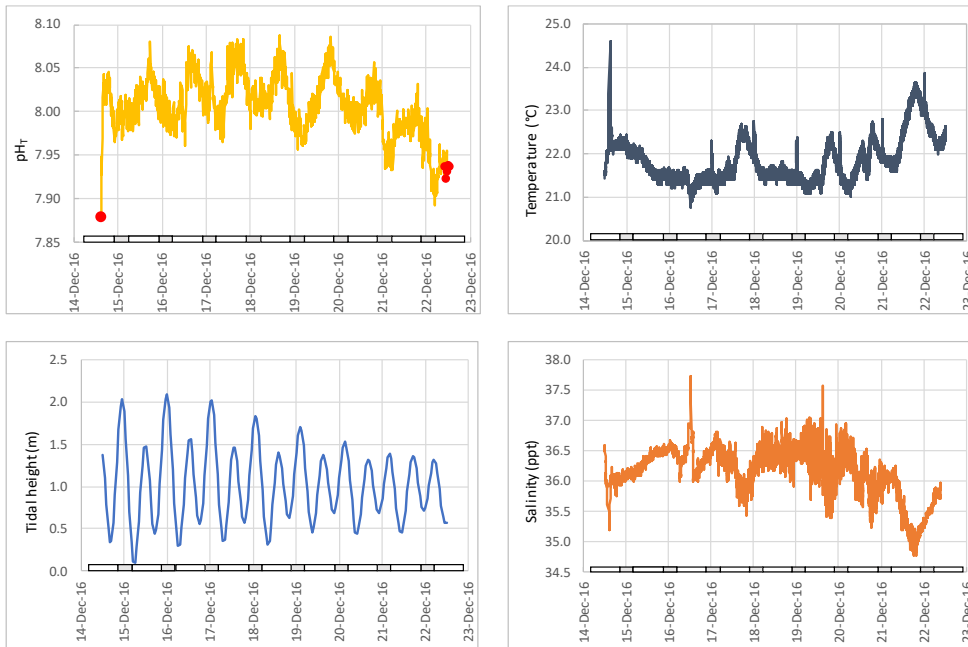 8.10
8.05
8.00
7.95
7.90
7.85
pHT
14-Dec-16
15-Dec-16
16-Dec-16
17-Dec-16
18-Dec-16
19-Dec-16
20-Dec-16
21-Dec-16
22-Dec-16
23-Dec-16
25.0
24.0
23.0
22.0
21.0
20.0
Temperature (°C)
14-Dec-16
15-Dec-16
16-Dec-16
17-Dec-16
18-Dec-16
19-Dec-16
20-Dec-16
21-Dec-16
22-Dec-16
23-Dec-16
2.5
2.0
1.5
1.0
0.5
0.0
Tidal height (m)
14-Dec-16
15-Dec-16
16-Dec-16
17-Dec-16
18-Dec-16
19-Dec-16
20-Dec-16
21-Dec-16
22-Dec-16
23-Dec-16
38.0
37.5
37.0
36.5
36.0
35.5
35.0
34.5
Salinity (ppt)
14-Dec-16
15-Dec-16
16-Dec-16
17-Dec-16
18-Dec-16
19-Dec-16
20-Dec-16
21-Dec-16
22-Dec-16
23-Dec-16